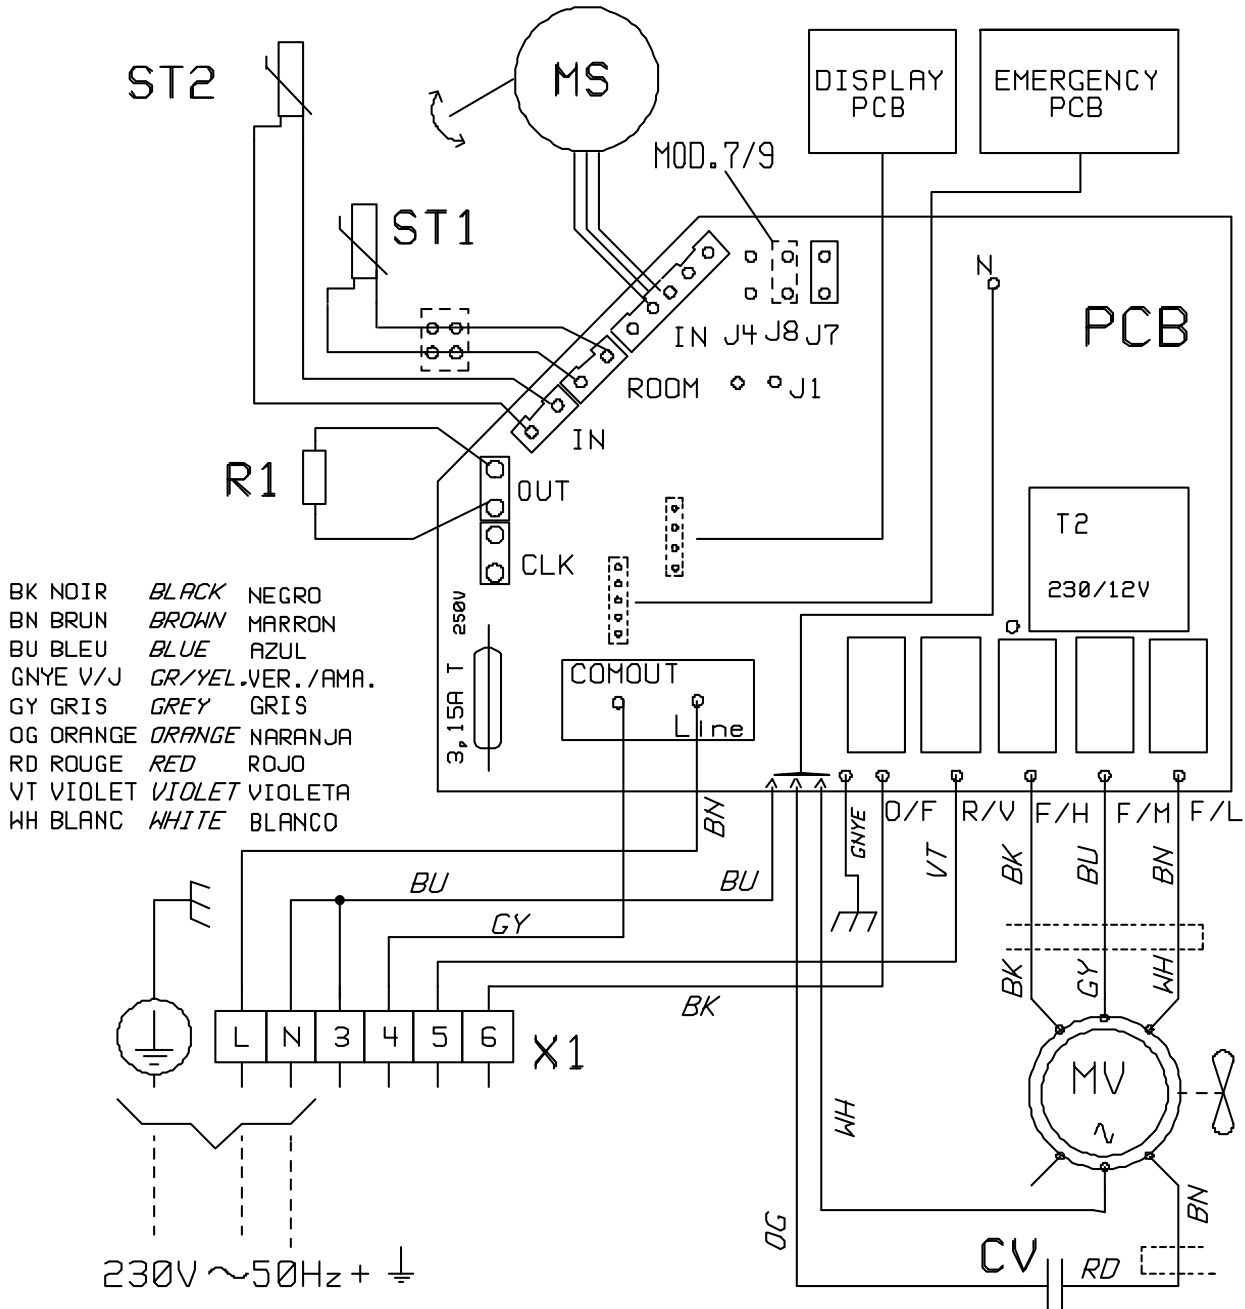 ST2
MS
DISPLAY
PCB
EMERGENCY
PCB
MOD.7/9
ST1
N
PCB
IN J4 J8 J7
ROOM J1
IN
R1
OUT
CLK
T2
230/12V
3,15A T 250V
BK NOIR BLACK NEGRO
BN BRUN BROWN MARRON
BU BLEU BLUE AZUL
GNYE V/J GR/YEL. VER./AMA.
GY GRIS GREY GRIS
OG ORANGE ORANGE NARANJA
RD ROUGE RED ROJO
VT VIOLET VIOLET VIOLETA
WH BLANC WHITE BLANCO
COMOUT
Line
O/F R/V F/H F/M F/L
BN
GNYE
VT
BK
BU
BN
BU
BU
GY
BK
BK
GY
WH
L N 3 4 5 6
X1
MV
WH
OG
BN
CV
RD
230V ~ 50Hz +